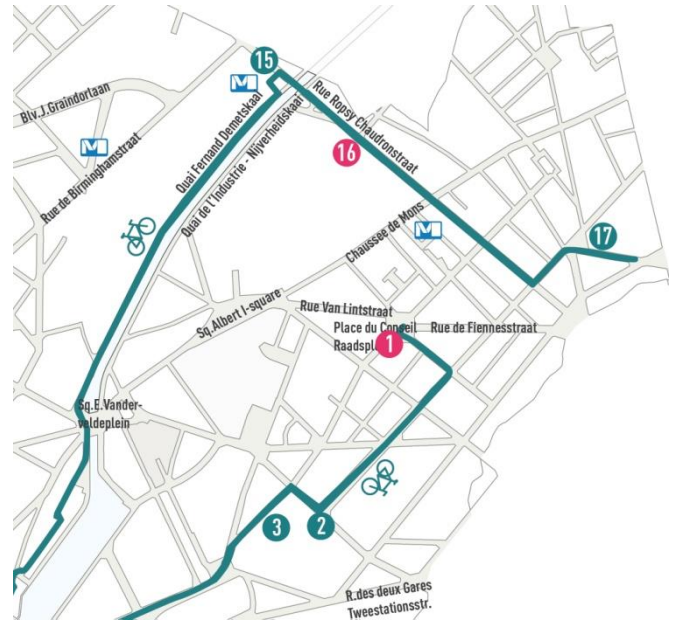 15
M
Blv.J.Graindorlaan
M
Rue de Birminghamstraat
Quai Fernand Demetskaai
Quai de l'Industrie - Nijverheidskaai
Rue Ropsy Chaudronstraat
16
Chaussee de Mons
M
17
Sq.Albert I-square
Rue Van Lintstraat
Place du Conseil
Raadspl
1
Rue de Fiennesstraat
Sq.E.Vander-
veldeplein
3
2
R.des deux Gares
Tweestationsstr.